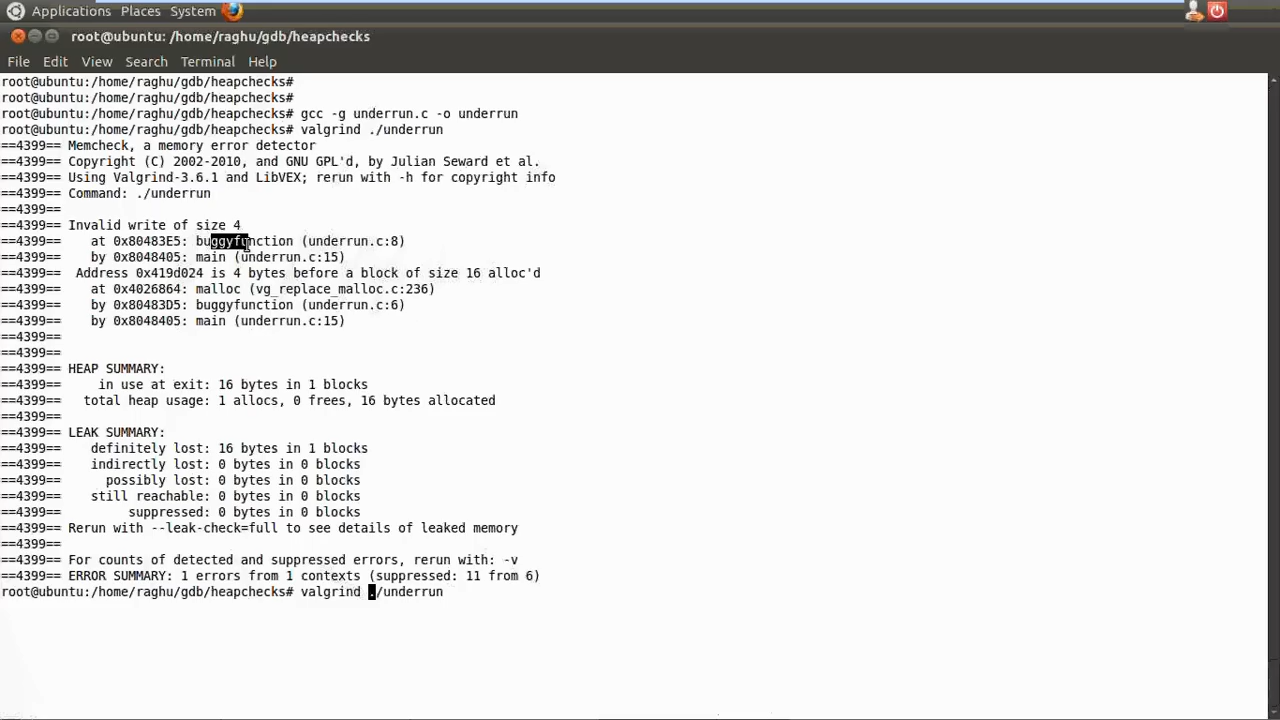 Applications Places System
root@ubuntu: /home/raghu/gdb/heapchecks
File Edit View Search Terminal Help
root@ubuntu:/home/raghu/gdb/heapchecks#
root@ubuntu:/home/raghu/gdb/heapchecks#
root@ubuntu:/home/raghu/gdb/heapchecks# gcc -g underrun.c -o underrun
root@ubuntu:/home/raghu/gdb/heapchecks# valgrind ./underrun
==4399== Memcheck, a memory error detector
==4399== Copyright (C) 2002-2010, and GNU GPL'd, by Julian Seward et al.
==4399== Using Valgrind-3.6.1 and LibVEX; rerun with -h for copyright info
==4399== Command: ./underrun
==4399==
==4399== Invalid write of size 4
==4399==    at 0x80483E5: buggyfunction (underrun.c:8)
==4399==    by 0x8048405: main (underrun.c:15)
==4399==  Address 0x419d024 is 4 bytes before a block of size 16 alloc'd
==4399==    at 0x4026864: malloc (vg_replace_malloc.c:236)
==4399==    by 0x80483D5: buggyfunction (underrun.c:6)
==4399==    by 0x8048405: main (underrun.c:15)
==4399==
==4399==
==4399== HEAP SUMMARY:
==4399==     in use at exit: 16 bytes in 1 blocks
==4399==   total heap usage: 1 allocs, 0 frees, 16 bytes allocated
==4399==
==4399== LEAK SUMMARY:
==4399==    definitely lost: 16 bytes in 1 blocks
==4399==    indirectly lost: 0 bytes in 0 blocks
==4399==      possibly lost: 0 bytes in 0 blocks
==4399==    still reachable: 0 bytes in 0 blocks
==4399==         suppressed: 0 bytes in 0 blocks
==4399== Rerun with --leak-check=full to see details of leaked memory
==4399==
==4399== For counts of detected and suppressed errors, rerun with: -v
==4399== ERROR SUMMARY: 1 errors from 1 contexts (suppressed: 11 from 6)
root@ubuntu:/home/raghu/gdb/heapchecks# valgrind ./underrun